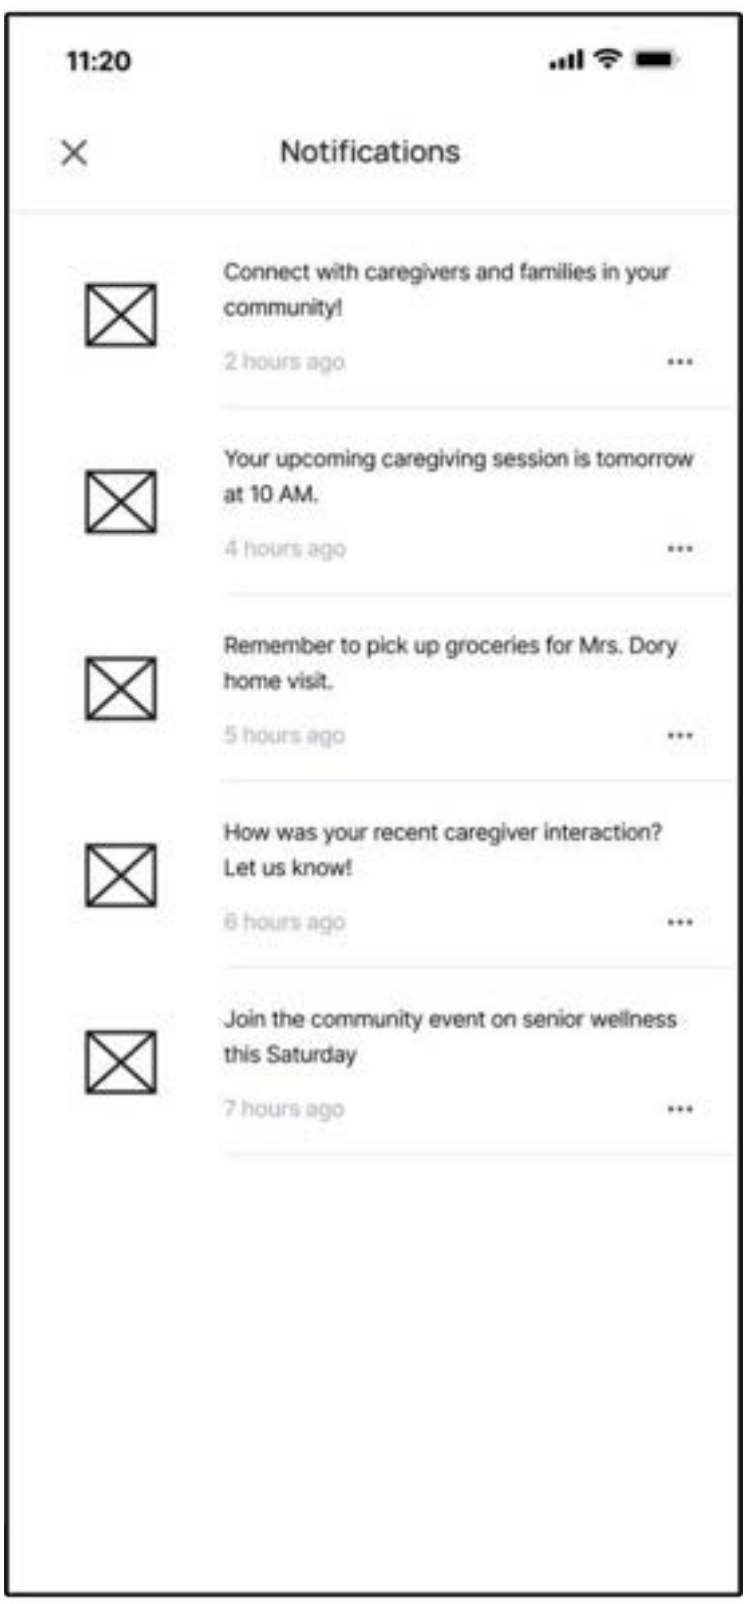 11:20
Notifications
Connect with caregivers and families in your
community!
2 hours ago
Your upcoming caregiving session is tomorrow
at 10 AM.
4 hours ago
Remember to pick up groceries for Mrs. Dory
home visit.
5 hours ago
How was your recent caregiver interaction?
Let us know!
6 hours ago
Join the community event on senior wellness
this Saturday
7 hours ago